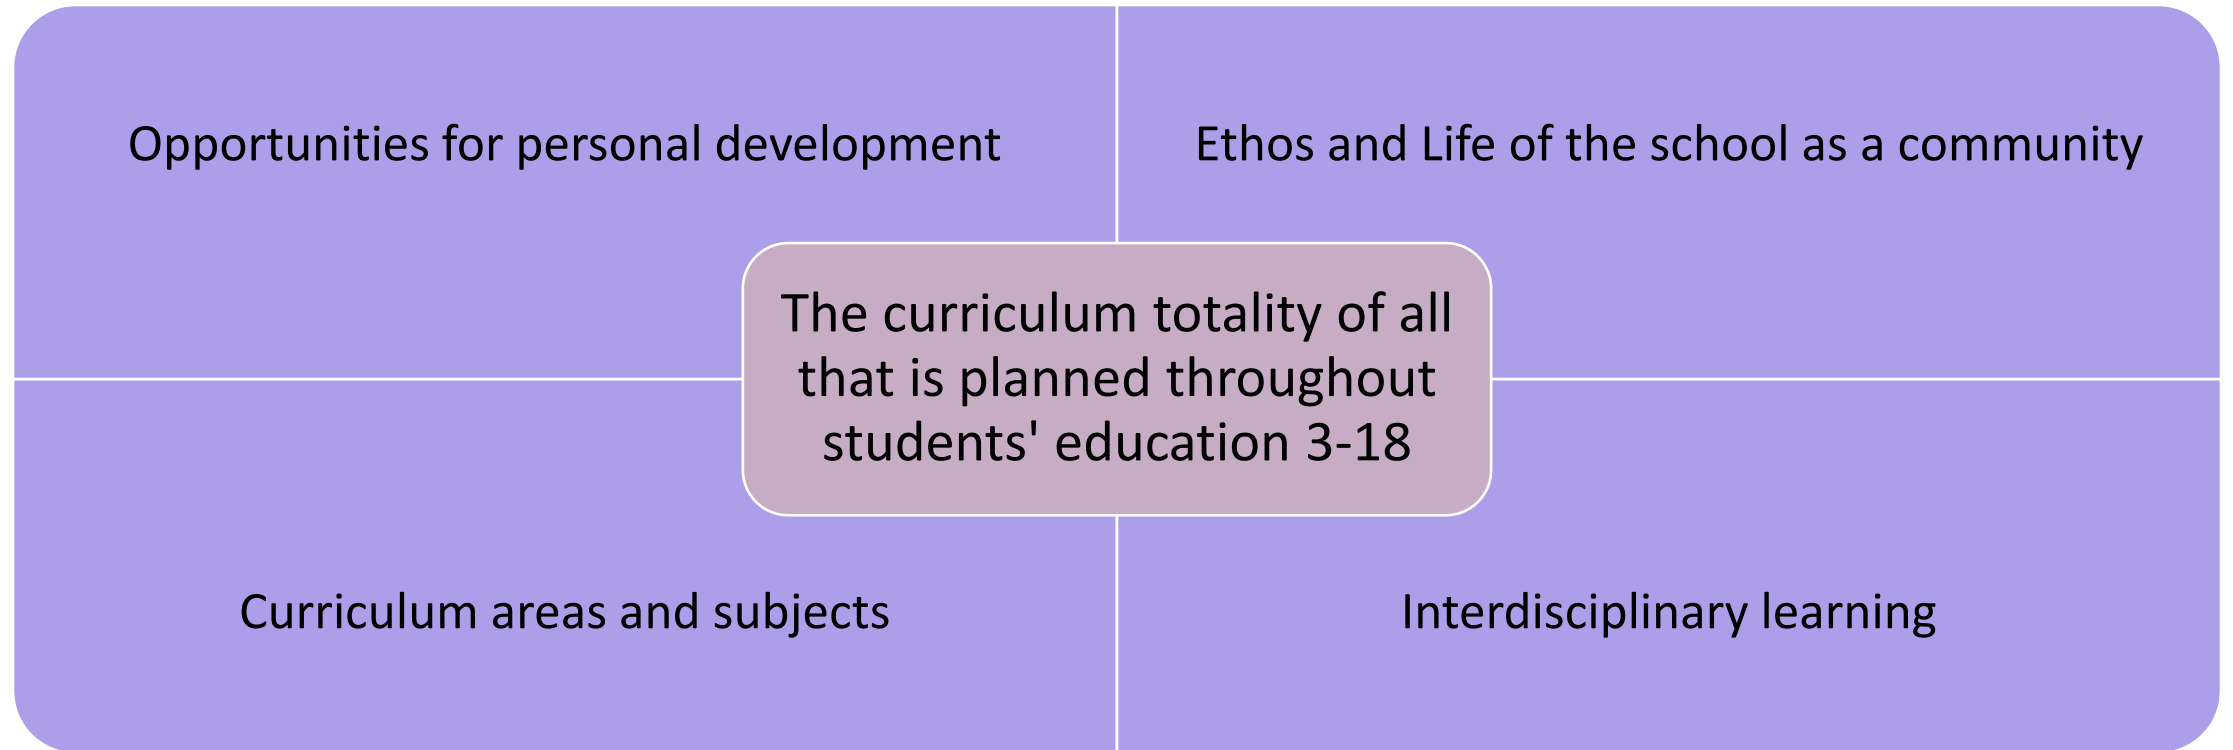 Opportunities for personal development
Ethos and Life of the school as a community
The curriculum totality of all
that is planned throughout
students' education 3-18
Curriculum areas and subjects
Interdisciplinary learning